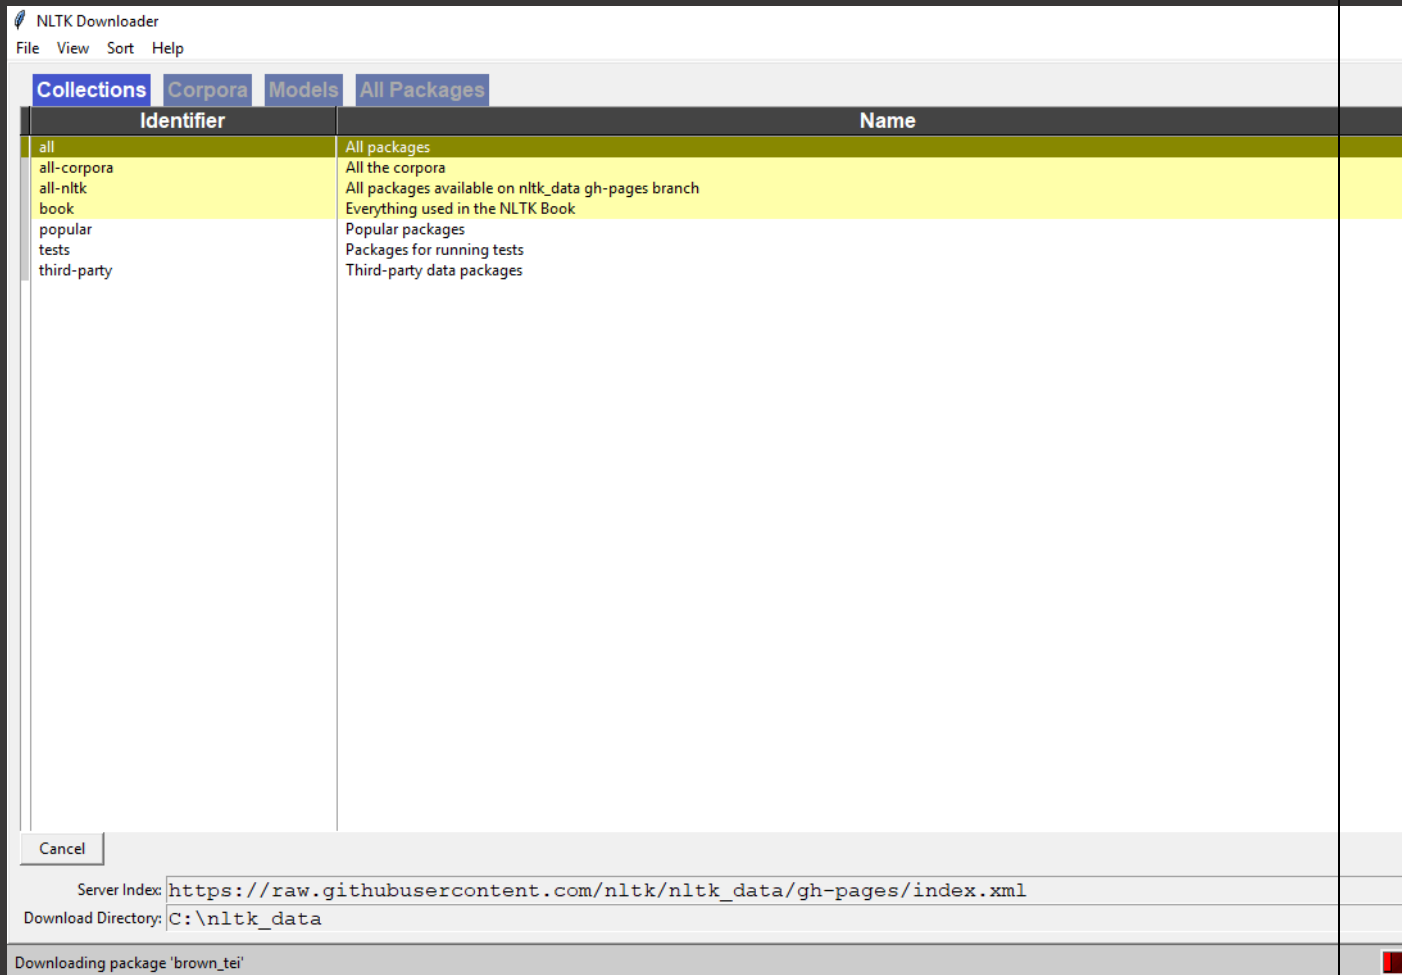 NLTK Downloader
File View Sort Help
Collections Corpora Models All Packages
Identifier Name
all All packages
all-corpora All the corpora
all-nltk All packages available on nltk_data gh-pages branch
book Everything used in the NLTK Book
popular Popular packages
tests Packages for running tests
third-party Third-party data packages
Cancel
Server Index: https://raw.githubusercontent.com/nltk/nltk_data/gh-pages/index.xml
Download Directory: C:\nltk_data
Downloading package 'brown_tei'